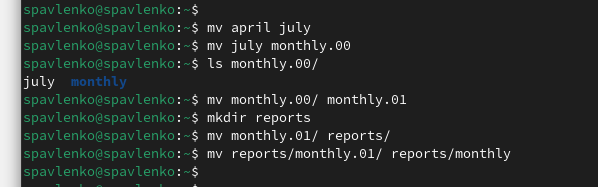 spavlenko@spavlenko:~$
spavlenko@spavlenko:~$ mv april july
spavlenko@spavlenko:~$ mv july monthly.00
spavlenko@spavlenko:~$ ls monthly.00/
july  monthly
spavlenko@spavlenko:~$ mv monthly.00/ monthly.01
spavlenko@spavlenko:~$ mkdir reports
spavlenko@spavlenko:~$ mv monthly.01/ reports/
spavlenko@spavlenko:~$ mv reports/monthly.01/ reports/monthly
spavlenko@spavlenko:~$